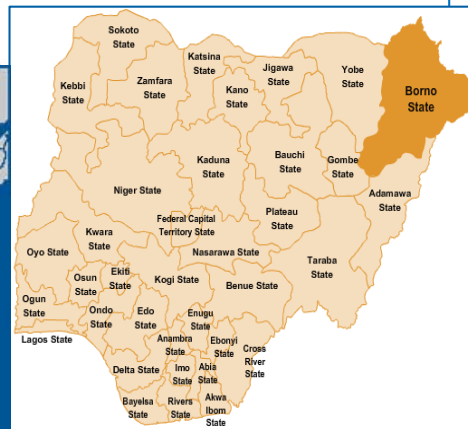 Sokoto
State
Katsina
State
Jigawa
State
Yobe
State
Kebbi
State
Zamfara
State
Kano
State
Borno
State
Kaduna
State
Bauchi
State
Gombe
State
Adamawa
State
Niger State
Plateau
State
Federal Capital
Territory State
Kwara
State
Nasarawa State
Taraba
State
Oyo State
Osun
State
Ekiti
State
Kogi State
Benue State
Ogun
State
Ondo
State
Edo
State
Enugu
State
Lagos State
Anambra
State
Ebonyi
State
Cross
River
State
Delta State
Imo
State
Abia
State
Bayelsa
State
Rivers
State
Akwa
Ibom
State